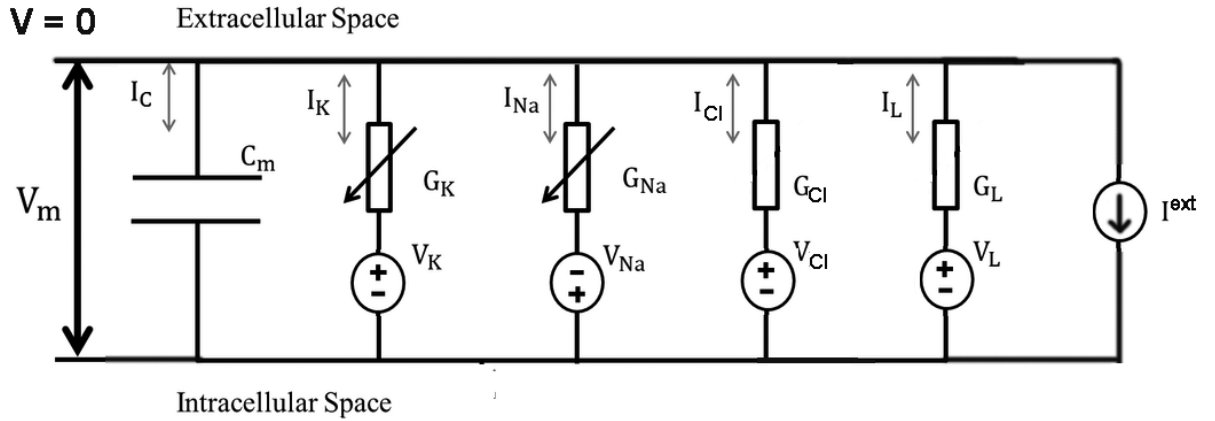 V = 0
Extracellular Space
I_C
I_K
I_Na
I_Cl
I_L
C_m
V_m
G_K
G_Na
G_Cl
G_L
I^ext
V_K
V_Na
V_Cl
V_L
+ - + +
- + - -
Intracellular Space